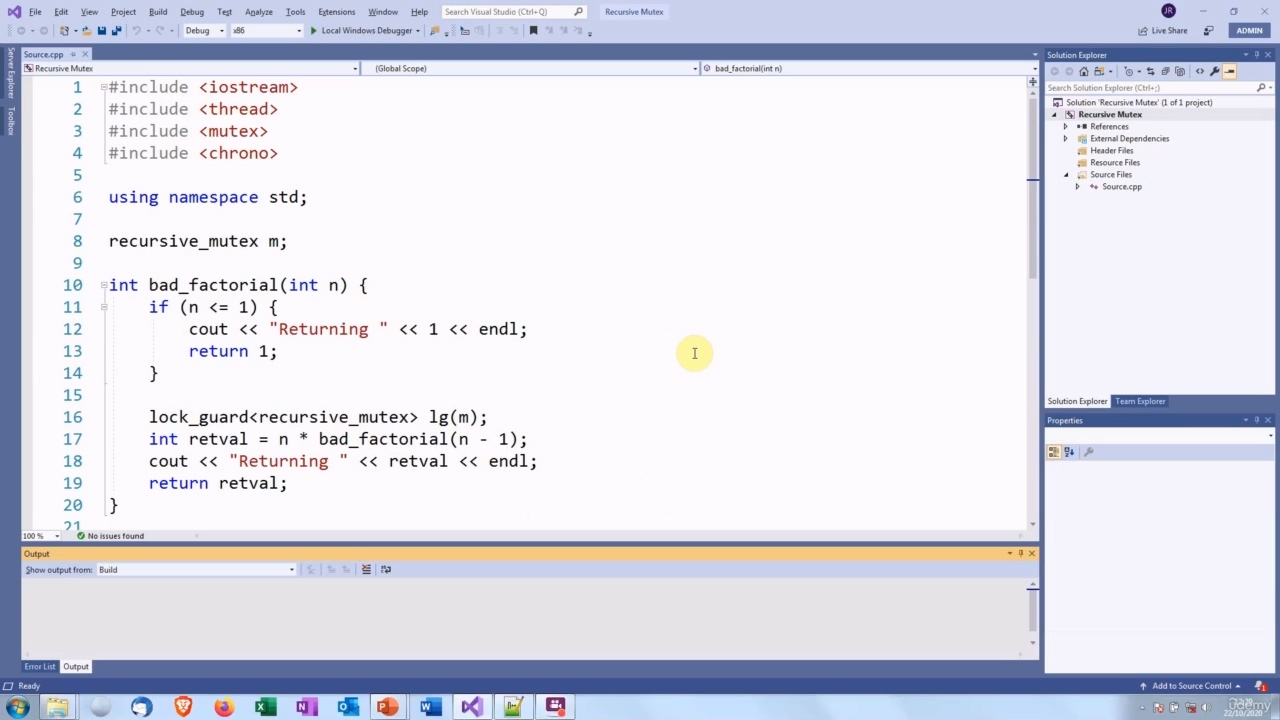 File Edit View Project Build Debug Test Analyze Tools Extensions Window Help Search Visual Studio (Ctrl+Q) Recursive Mutex JR
Debug x86 Local Windows Debugger Live Share ADMIN
Server Explorer
Toolbox
Source.cpp
Recursive Mutex (Global Scope) bad_factorial(int n)
1 #include <iostream>
2 #include <thread>
3 #include <mutex>
4 #include <chrono>
5
6 using namespace std;
7
8 recursive_mutex m;
9
10 int bad_factorial(int n) {
11 if (n <= 1) {
12 cout << "Returning " << 1 << endl;
13 return 1;
14 }
15
16 lock_guard<recursive_mutex> lg(m);
17 int retval = n * bad_factorial(n - 1);
18 cout << "Returning " << retval << endl;
19 return retval;
20 }
21
100 % No issues found
Output
Show output from: Build
Error List Output
Solution Explorer
Search Solution Explorer (Ctrl+;)
Solution 'Recursive Mutex' (1 of 1 project)
Recursive Mutex
References
External Dependencies
Header Files
Resource Files
Source Files
Source.cpp
Solution Explorer Team Explorer
Properties
Ready Add to Source Control 1
udemy
22/10/2020